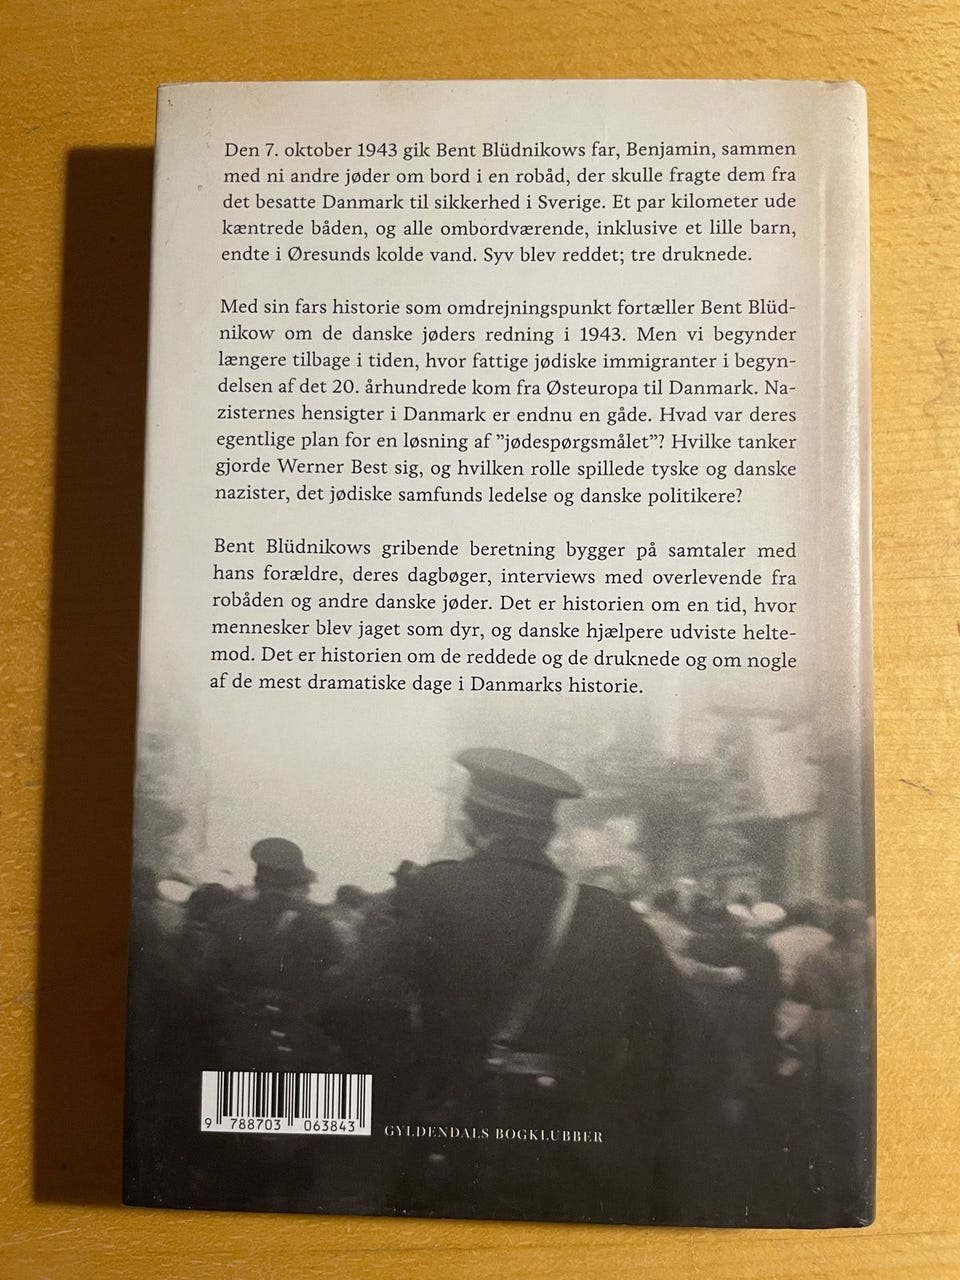 Den 7. oktober 1943 gik Bent Blüdnikows far, Benjamin, sammen
med ni andre jøder om bord i en robåd, der skulle fragte dem fra
det besatte Danmark til sikkerhed i Sverige. Et par kilometer ude
kæntrede båden, og alle ombordværende, inklusive et lille barn,
endte i Øresunds kolde vand. Syv blev reddet; tre druknede.
Med sin fars historie som omdrejningspunkt fortæller Bent Blüd-
nikow om de danske jøders redning i 1943. Men vi begynder
længere tilbage i tiden, hvor fattige jødiske immigranter i begyn-
delsen af det 20. århundrede kom fra Østeuropa til Danmark. Na-
zisternes hensigter i Danmark er endnu en gåde. Hvad var deres
egentlige plan for en løsning af ”jødespørgsmålet”? Hvilke tanker
gjorde Werner Best sig, og hvilken rolle spillede tyske og danske
nazister, det jødiske samfunds ledelse og danske politikere?
Bent Blüdnikows gribende beretning bygger på samtaler med
hans forældre, deres dagbøger, interviews med overlevende fra
robåden og andre danske jøder. Det er historien om en tid, hvor
mennesker blev jaget som dyr, og danske hjælpere udviste helte-
mod. Det er historien om de reddede og de druknede og om nogle
af de mest dramatiske dage i Danmarks historie.
9 788703 063843
GYLDENDALS BOGKLUBBER